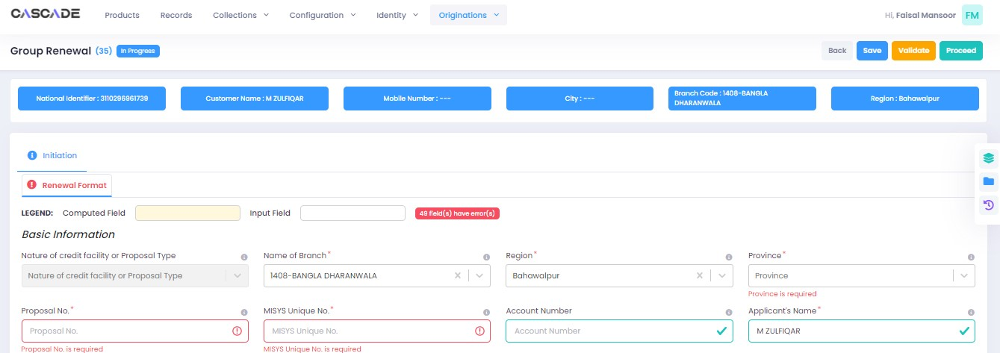 CASCADE Products Records Collections Configuration Identity Originations Hi, Faisal Mansoor FM
Group Renewal (35) In Progress Back Save Validate Proceed
National Identifier : 3110296961739 Customer Name : M ZULFIQAR Mobile Number : --- City : --- Branch Code : 1408-BANGLA DHARANWALA Region : Bahawalpur
Initiation
Renewal Format
LEGEND: Computed Field Input Field 49 field(s) have error(s)
Basic Information
Nature of credit facility or Proposal Type Name of Branch* Region* Province*
Nature of credit facility or Proposal Type 1408-BANGLA DHARANWALA Bahawalpur Province
Province is required
Proposal No.* MISYS Unique No.* Account Number Applicant's Name*
Proposal No. MISYS Unique No. Account Number M ZULFIQAR
Proposal No. is required MISYS Unique No. is required